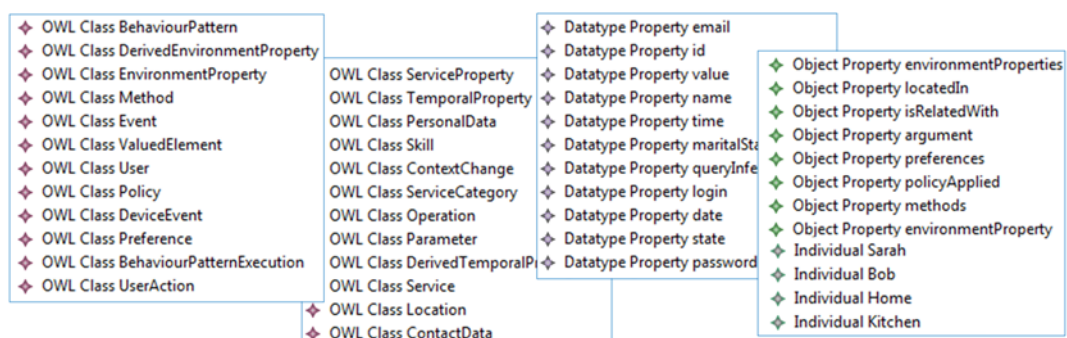 OWL Class BehaviourPattern
OWL Class DerivedEnvironmentProperty
OWL Class EnvironmentProperty
OWL Class Method
OWL Class Event
OWL Class ValuedElement
OWL Class User
OWL Class Policy
OWL Class DeviceEvent
OWL Class Preference
OWL Class BehaviourPatternExecution
OWL Class UserAction
OWL Class ServiceProperty
OWL Class TemporalProperty
OWL Class PersonalData
OWL Class Skill
OWL Class ContextChange
OWL Class ServiceCategory
OWL Class Operation
OWL Class Parameter
OWL Class DerivedTemporalP
OWL Class Service
OWL Class Location
OWL Class ContactData
Datatype Property email
Datatype Property id
Datatype Property value
Datatype Property name
Datatype Property time
Datatype Property maritalSta
Datatype Property queryInfe
Datatype Property login
Datatype Property date
Datatype Property state
Datatype Property password
Object Property environmentProperties
Object Property locatedIn
Object Property isRelatedWith
Object Property argument
Object Property preferences
Object Property policyApplied
Object Property methods
Object Property environmentProperty
Individual Sarah
Individual Bob
Individual Home
Individual Kitchen